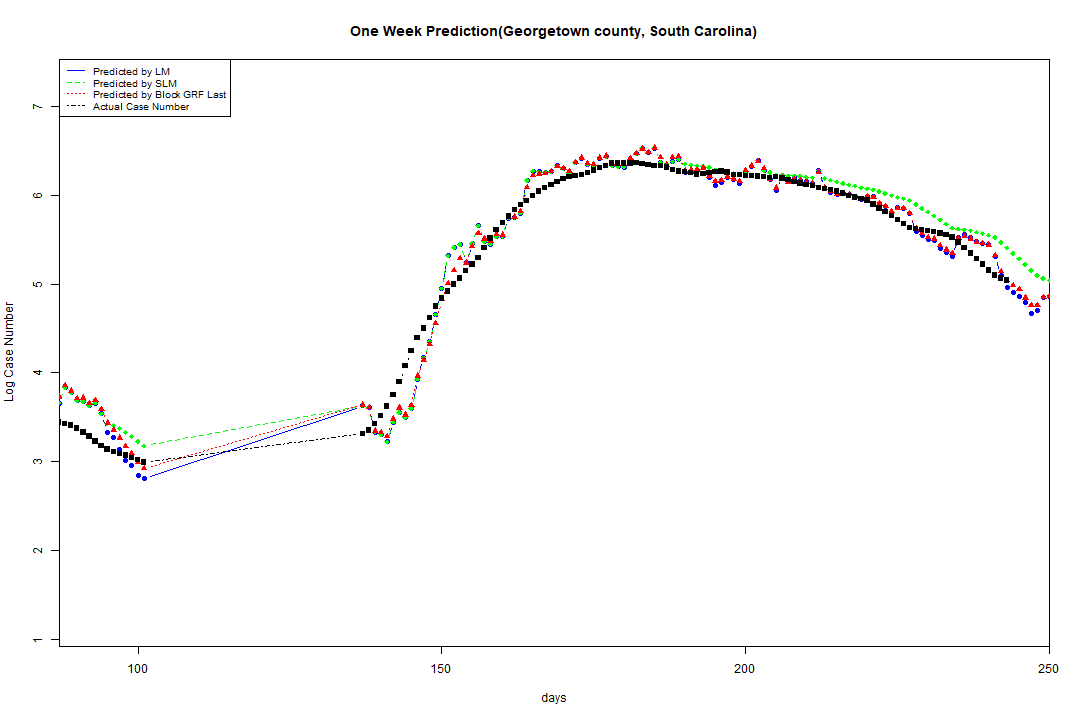 One Week Prediction(Georgetown county, South Carolina)
Predicted by LM
Predicted by SLM
Predicted by Block GRF Last
Actual Case Number
7
6
5
4
3
2
1
Log Case Number
100 150 200 250
days